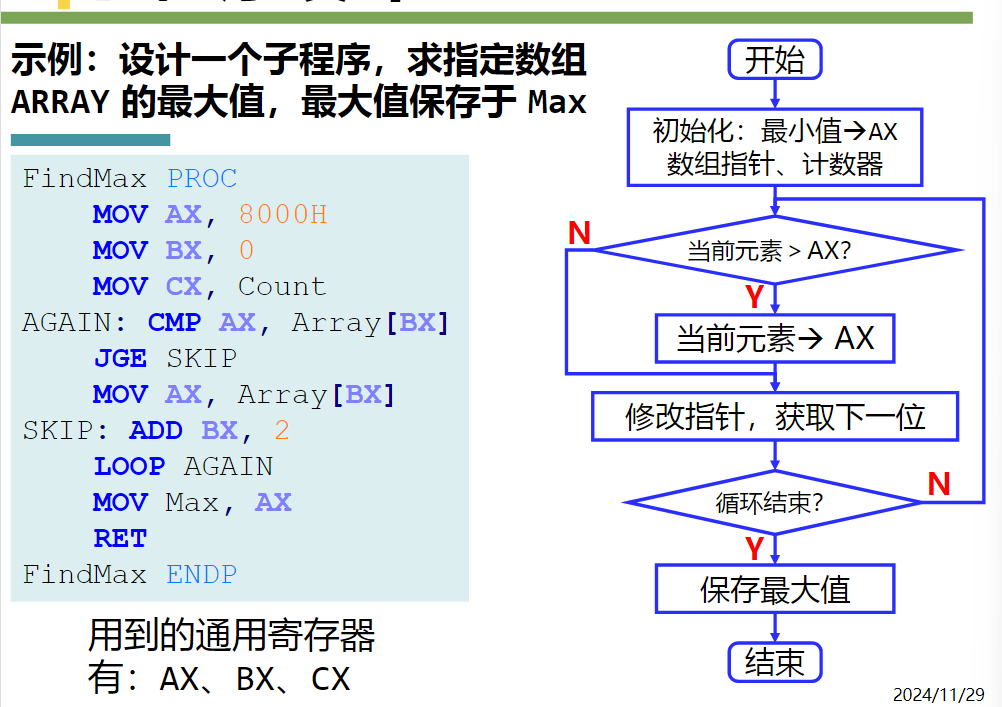 示例：设计一个子程序，求指定数组
ARRAY 的最大值，最大值保存于 Max
FindMax PROC
MOV AX, 8000H
MOV BX, 0
MOV CX, Count
AGAIN: CMP AX, Array[BX]
JGE SKIP
MOV AX, Array[BX]
SKIP: ADD BX, 2
LOOP AGAIN
MOV Max, AX
RET
FindMax ENDP
用到的通用寄存器
有：AX、BX、CX
开始
初始化：最小值→AX
数组指针、计数器
N
当前元素 > AX?
Y
当前元素→ AX
修改指针，获取下一位
N
循环结束?
Y
保存最大值
结束
2024/11/29